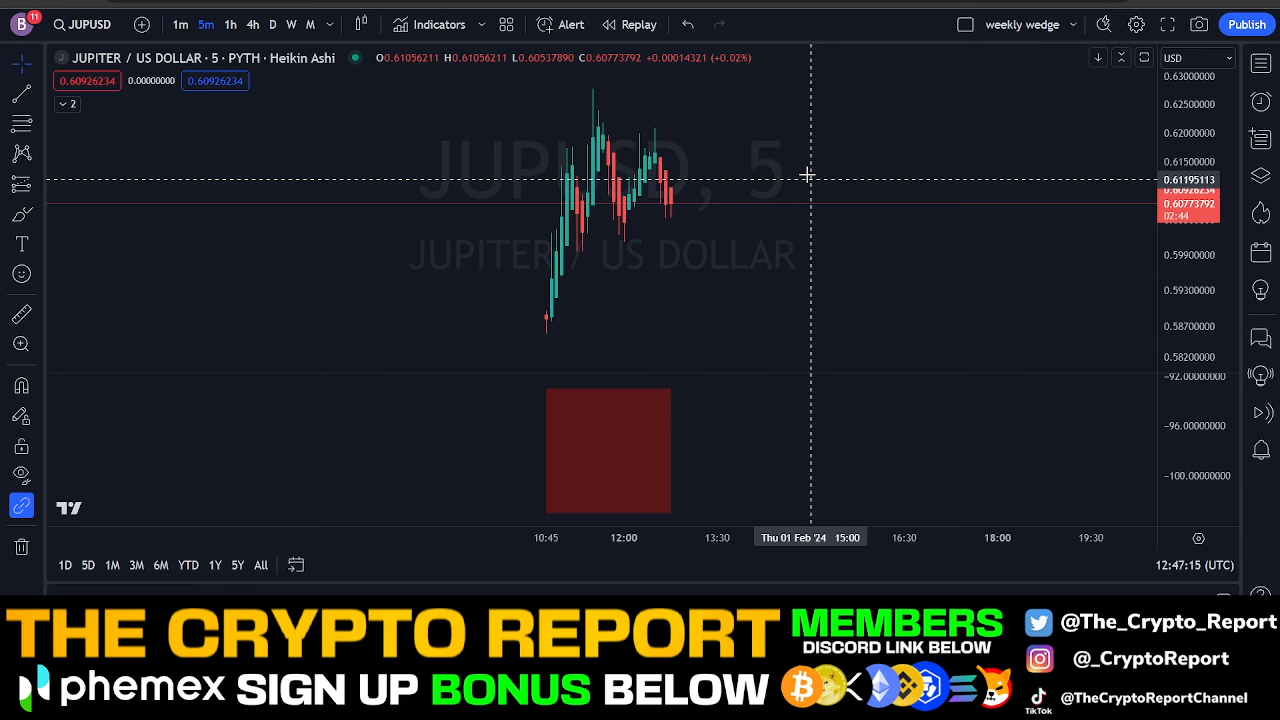 B 11 JUPUSD 1m 5m 1h 4h D W M Indicators Alert Replay weekly wedge Publish
J JUPITER / US DOLLAR · 5 · PYTH · Heikin Ashi O0.61056211 H0.61056211 L0.60537890 C0.60773792 +0.00014321 (+0.02%) USD
0.60926234 0.00000000 0.60926234
2
0.63000000
0.62500000
0.62000000
JUPUSD, 5
0.61500000
0.61195113
0.60926234
0.60773792
02:44
JUPITER / US DOLLAR
0.59900000
0.59300000
0.58700000
0.58200000
−92.00000000
−96.00000000
−100.00000000
10:45 12:00 13:30 Thu 01 Feb '24 15:00 16:30 18:00 19:30
1D 5D 1M 3M 6M YTD 1Y 5Y All 12:47:15 (UTC)
THE CRYPTO REPORT
MEMBERS
DISCORD LINK BELOW
@The_Crypto_Report
@_CryptoReport
phemex SIGN UP BONUS BELOW
TikTok
@TheCryptoReportChannel